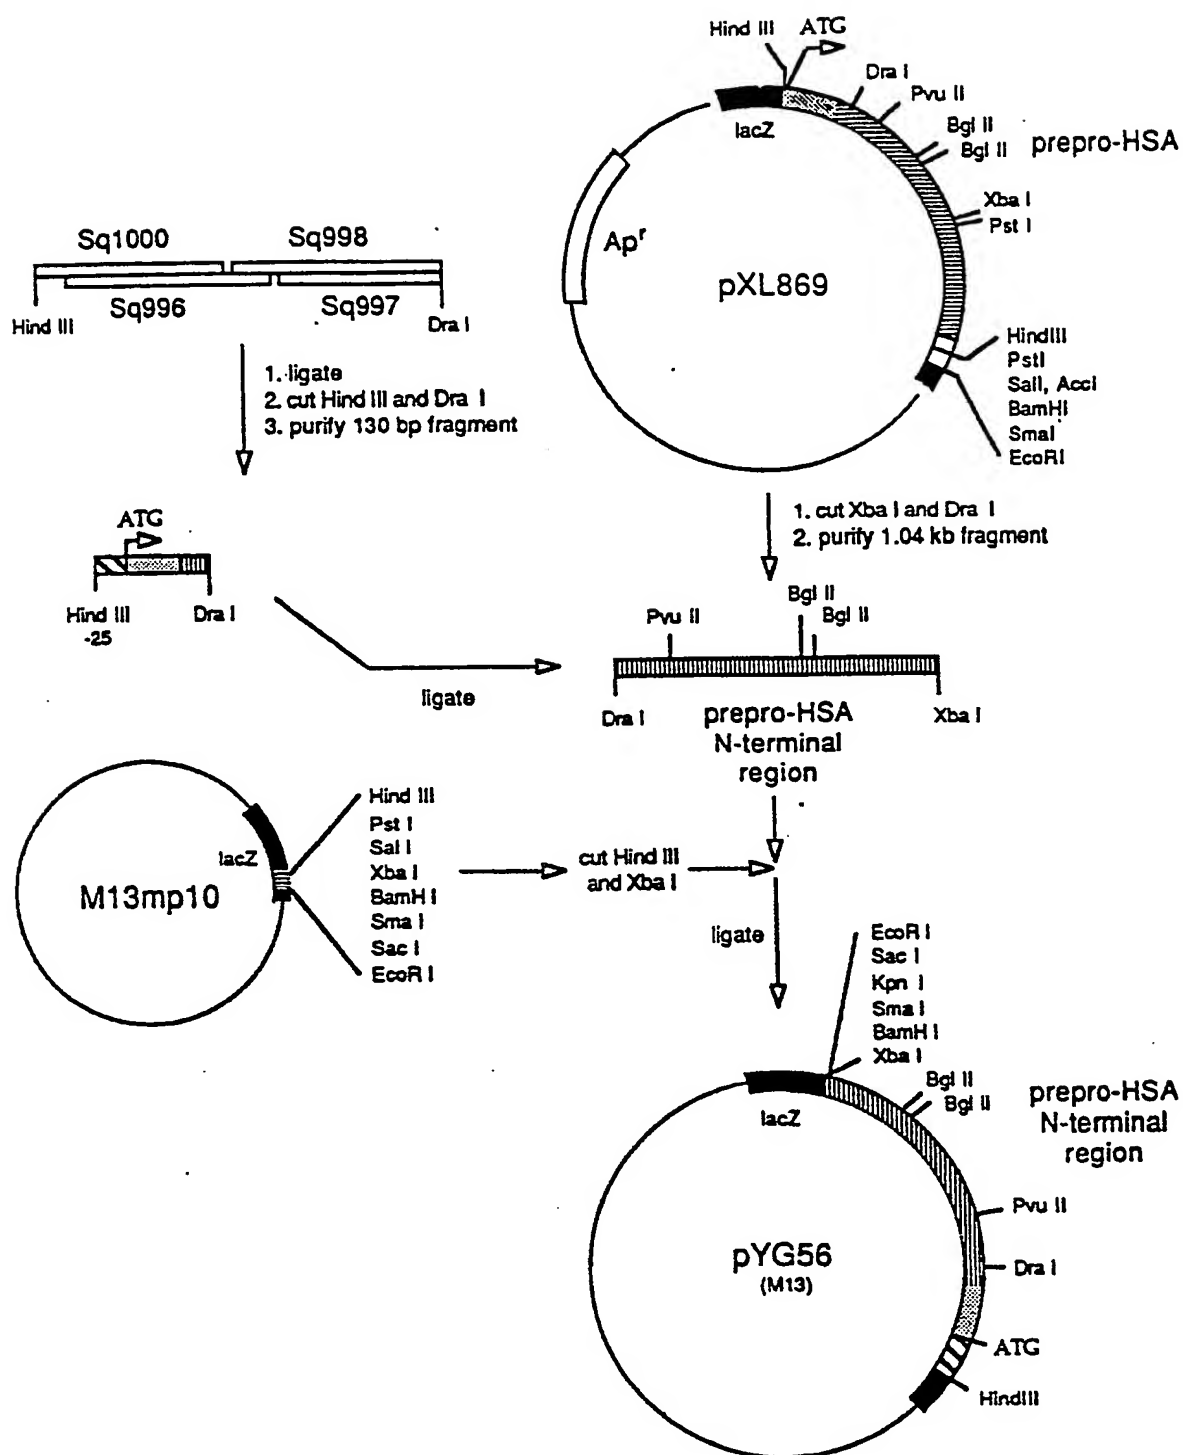 Hind III
ATG
Dra I
Pvu II
Bgl II
Bgl II
prepro-HSA
lacZ
Xba I
Pst I
Apr
pXL869
HindIII
PstI
SalI, AccI
BamHI
SmaI
EcoRI
Sq1000
Sq998
Sq996
Sq997
Hind III
Dra I
1. ligate
2. cut Hind III and Dra I
3. purify 130 bp fragment
1. cut Xba I and Dra I
2. purify 1.04 kb fragment
ATG
Hind III
-25
Dra I
ligate
Pvu II
Bgl II
Bgl II
Dra I
Xba I
prepro-HSA
N-terminal
region
M13mp10
lacZ
Hind III
Pst I
Sal I
Xba I
BamH I
Sma I
Sac I
EcoR I
cut Hind III
and Xba I
ligate
EcoR I
Sac I
Kpn I
Sma I
BamH I
Xba I
Bgl II
Bgl II
lacZ
prepro-HSA
N-terminal
region
Pvu II
pYG56
(M13)
Dra I
ATG
HindIII